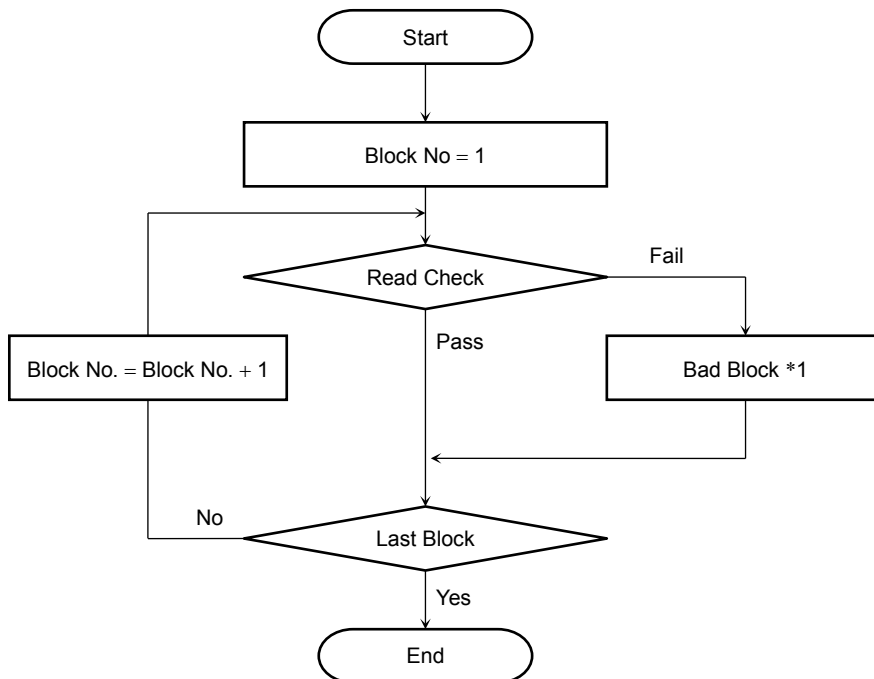 Start
Block No = 1
Read Check
Fail
Pass
Block No. = Block No. + 1
Bad Block *1
No
Last Block
Yes
End